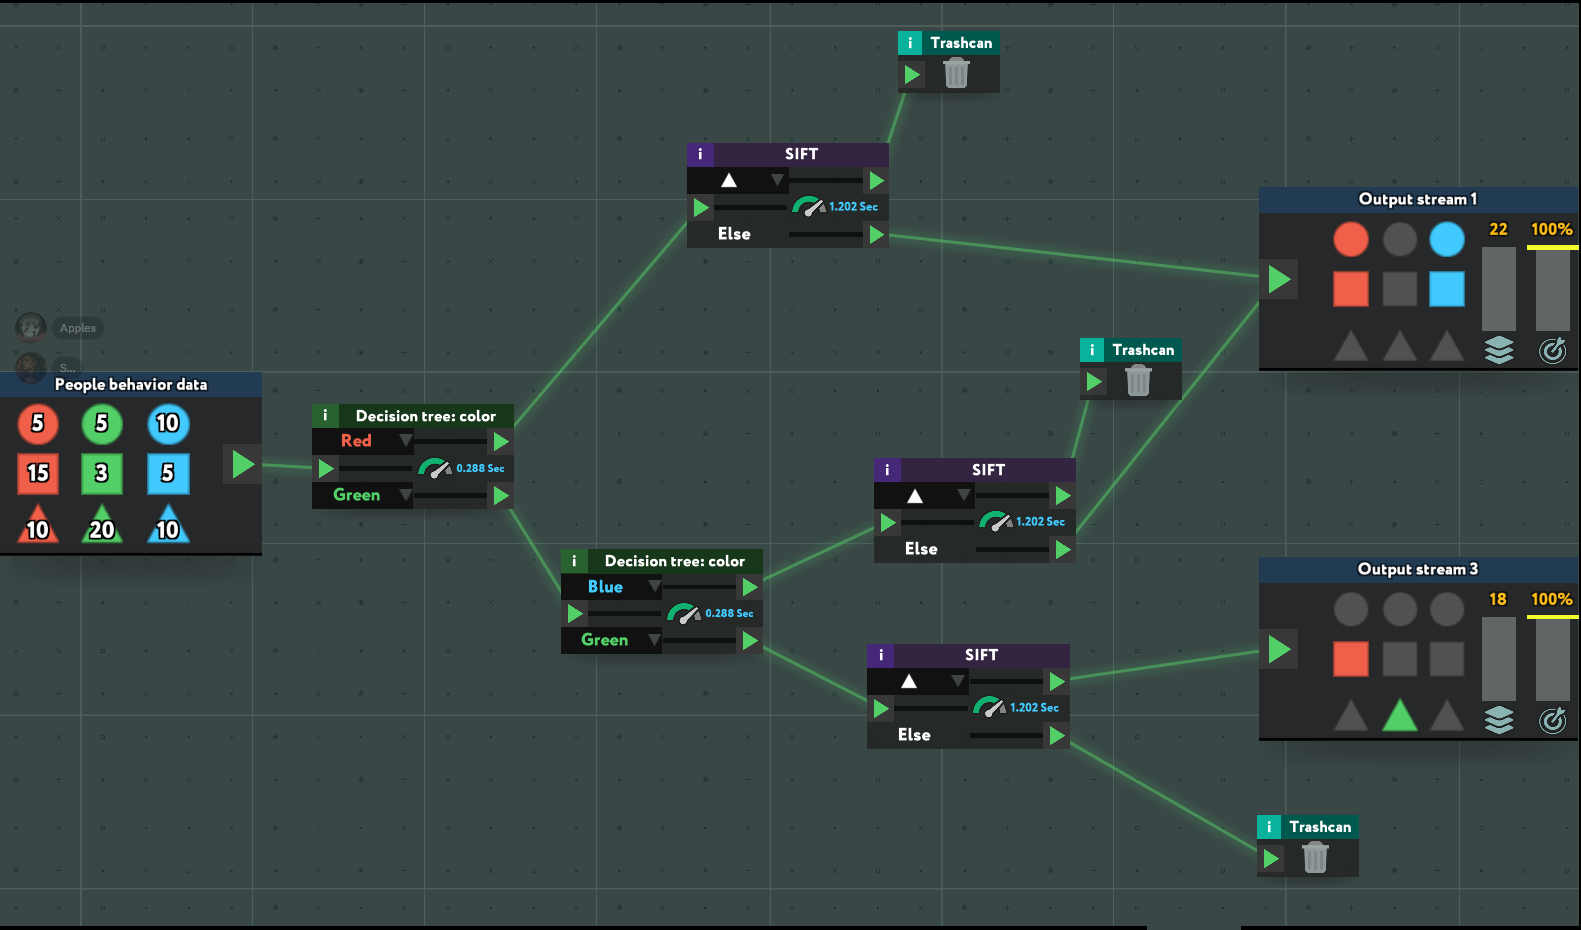 i Trashcan
i SIFT
1.202 Sec
Else
Output stream 1
22 100%
Apples
S...
i Trashcan
People behavior data
5 5 10
15 3 5
10 20 10
i Decision tree: color
Red
0.288 Sec
Green
i SIFT
1.202 Sec
Else
i Decision tree: color
Blue
0.288 Sec
Green
Output stream 3
18 100%
i SIFT
1.202 Sec
Else
i Trashcan